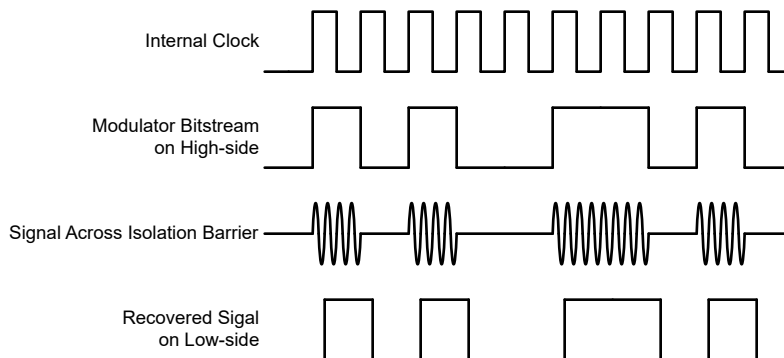 Internal Clock
Modulator Bitstream
on High-side
Signal Across Isolation Barrier
Recovered Sigal
on Low-side